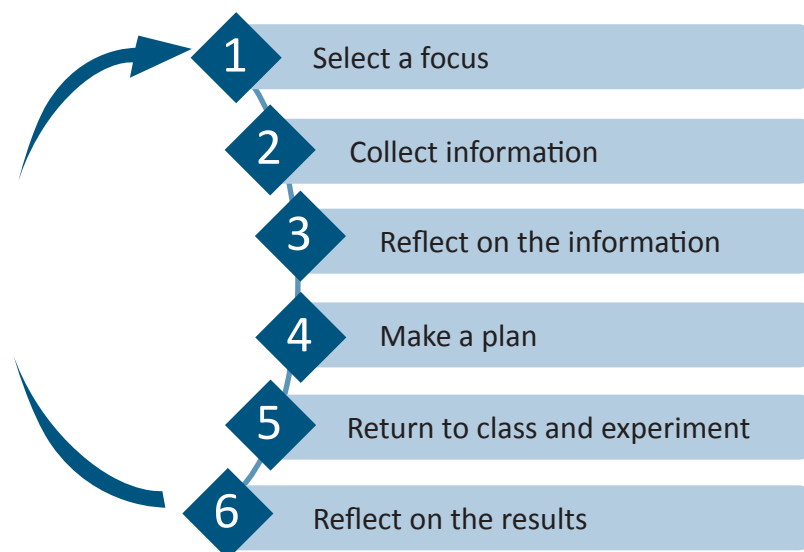 1 Select a focus
2 Collect information
3 Reflect on the information
4 Make a plan
5 Return to class and experiment
6 Reflect on the results